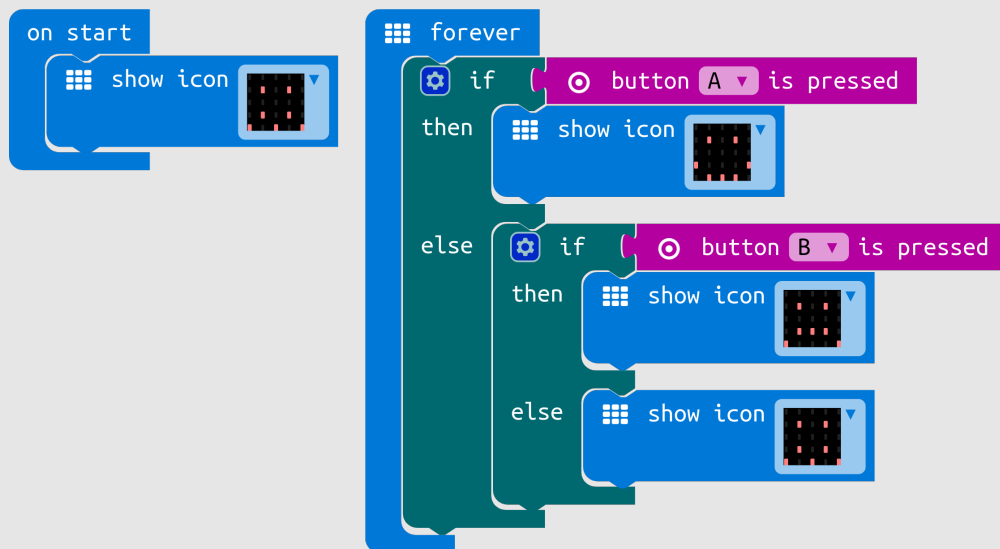 on start
show icon
forever
if button A is pressed
then show icon
else if button B is pressed
then show icon
else show icon